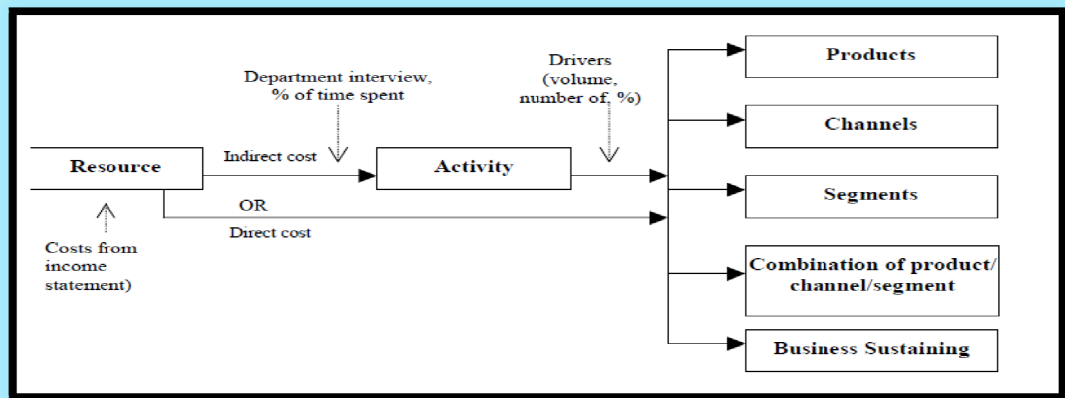 Department interview,
% of time spent
Drivers
(volume,
number of, %)
Products
Channels
Resource
Indirect cost
Activity
Segments
OR
Direct cost
Costs from
income
statement)
Combination of product/
channel/segment
Business Sustaining